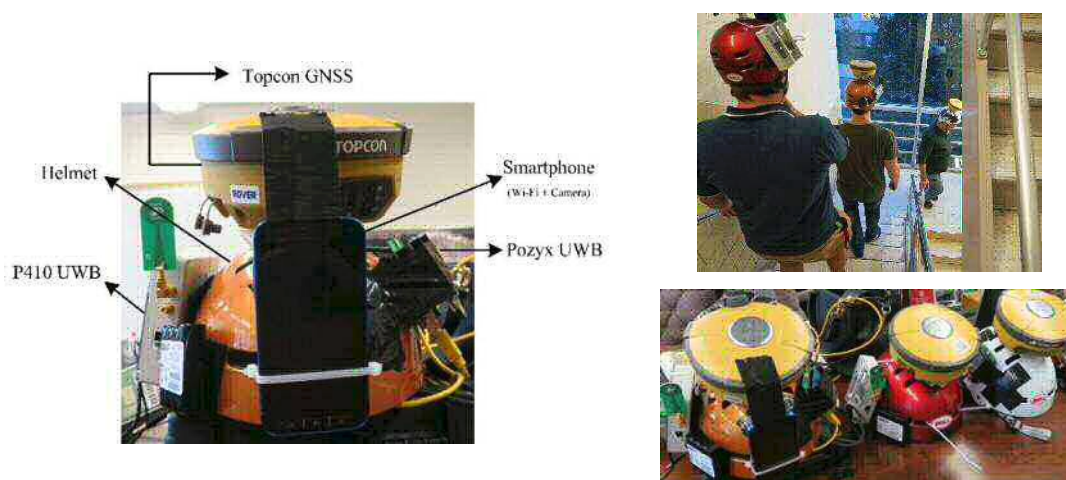 Topcon GNSS
TOPCON
Helmet
Smartphone
(Wi-Fi + Camera)
ROVER
Pozyx UWB
P410 UWB